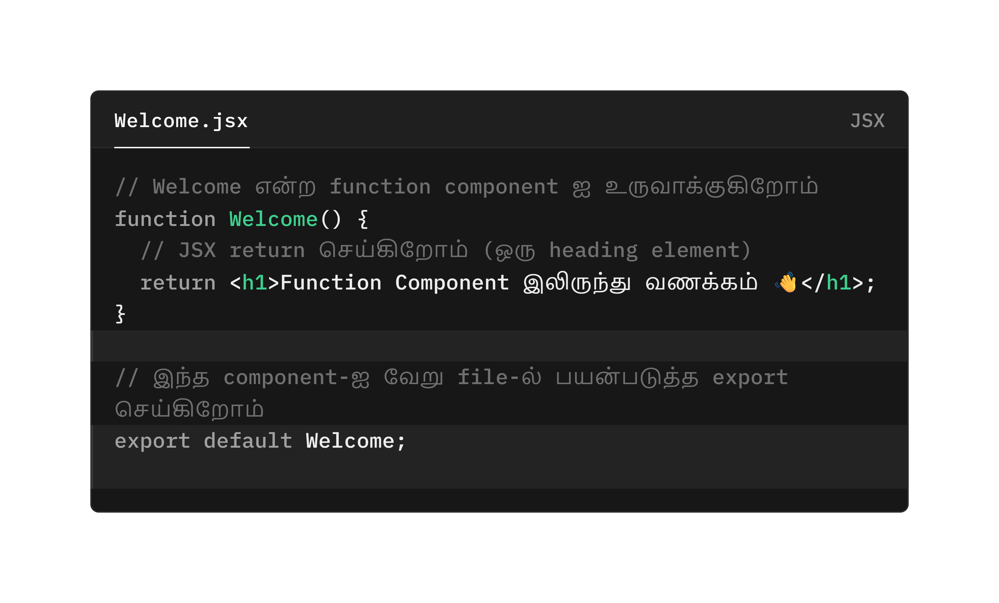 Welcome.jsx
JSX
// Welcome என்ற function component ஐ உருவாக்குகிறோம்
function Welcome() {
  // JSX return செய்கிறோம் (ஒரு heading element)
  return <h1>Function Component இலிருந்து வணக்கம் 👋</h1>;
}
// இந்த component-ஐ வேறு file-ல் பயன்படுத்த export
செய்கிறோம்
export default Welcome;